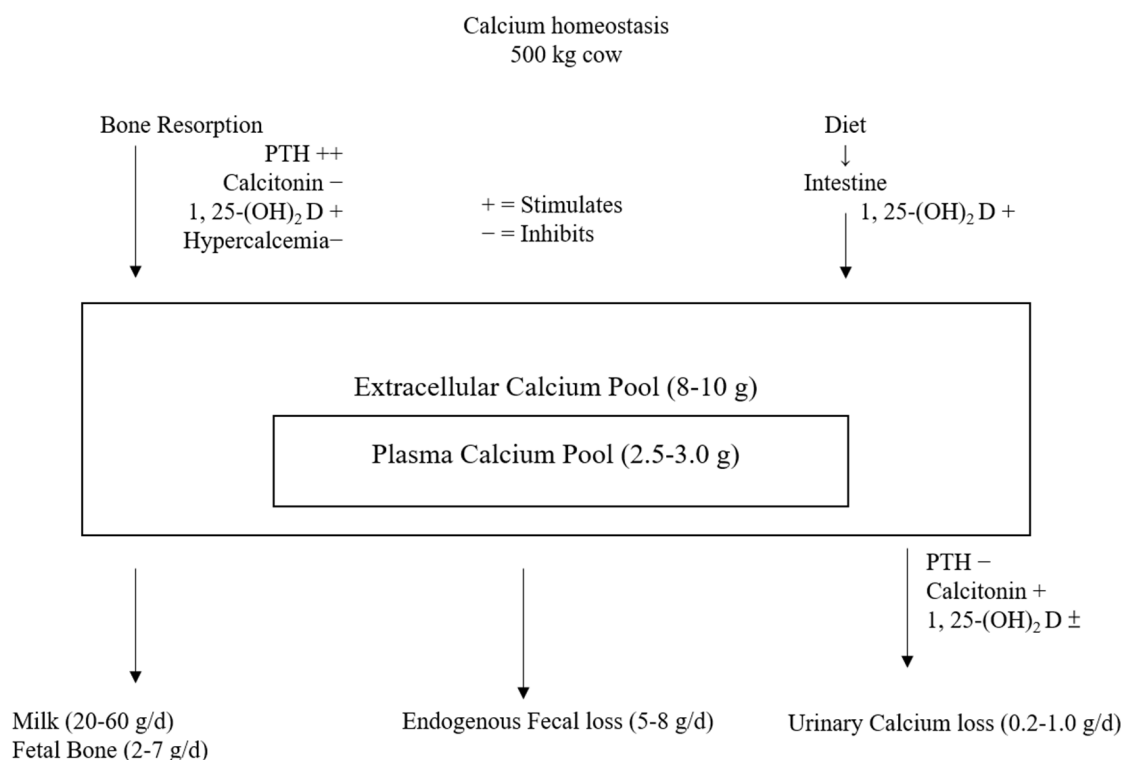 Calcium homeostasis
500 kg cow
Bone Resorption
PTH ++
Calcitonin −
1, 25-(OH)₂ D +
Hypercalcemia−
+ = Stimulates
− = Inhibits
Diet
↓
Intestine
1, 25-(OH)₂ D +
Extracellular Calcium Pool (8-10 g)
Plasma Calcium Pool (2.5-3.0 g)
PTH −
Calcitonin +
1, 25-(OH)₂ D ±
Milk (20-60 g/d)
Fetal Bone (2-7 g/d)
Endogenous Fecal loss (5-8 g/d)
Urinary Calcium loss (0.2-1.0 g/d)